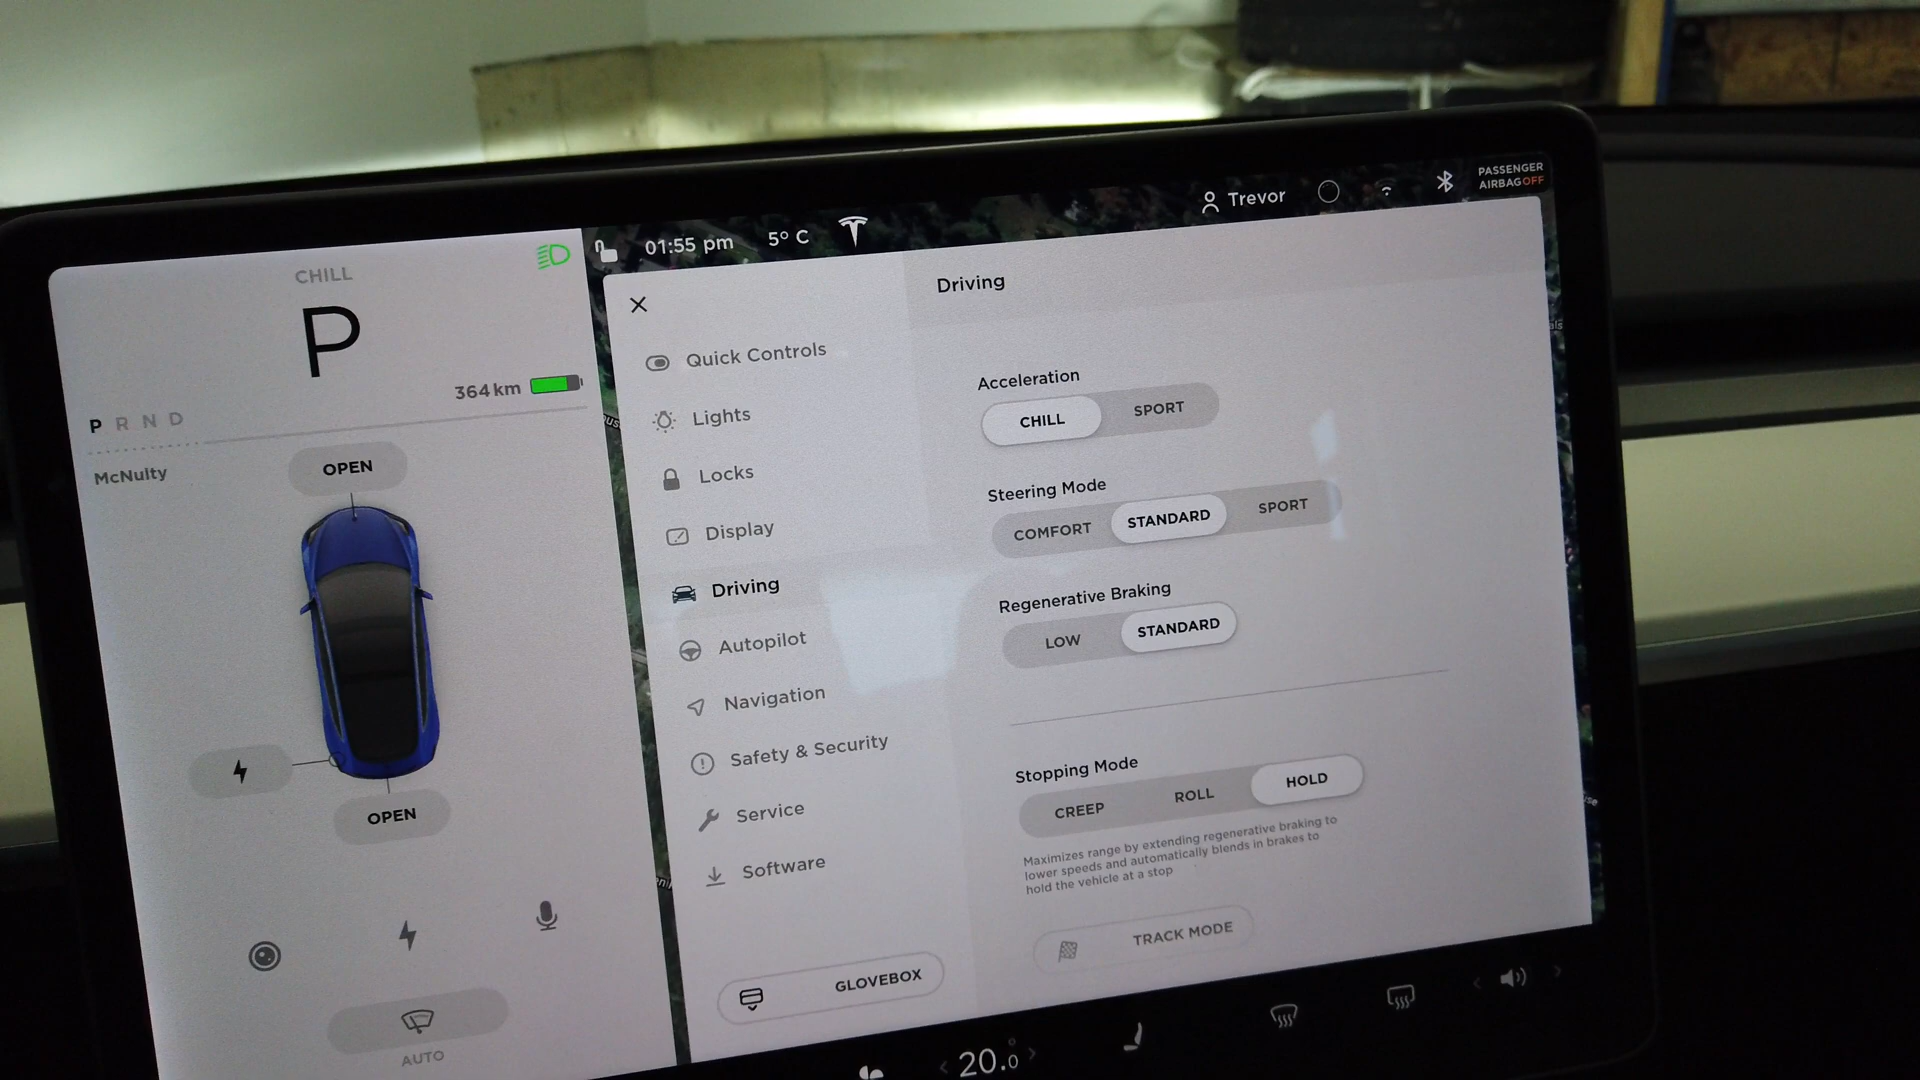 CHILL
P
364 km
P R N D
McNulty
OPEN
OPEN
AUTO
01:55 pm
5° C
Trevor
PASSENGER
AIRBAG OFF
Driving
Quick Controls
Lights
Locks
Display
Driving
Autopilot
Navigation
Safety & Security
Service
Software
GLOVEBOX
Acceleration
CHILL SPORT
Steering Mode
COMFORT STANDARD SPORT
Regenerative Braking
LOW STANDARD
Stopping Mode
CREEP ROLL HOLD
Maximizes range by extending regenerative braking to
lower speeds and automatically blends in brakes to
hold the vehicle at a stop
TRACK MODE
20.0°